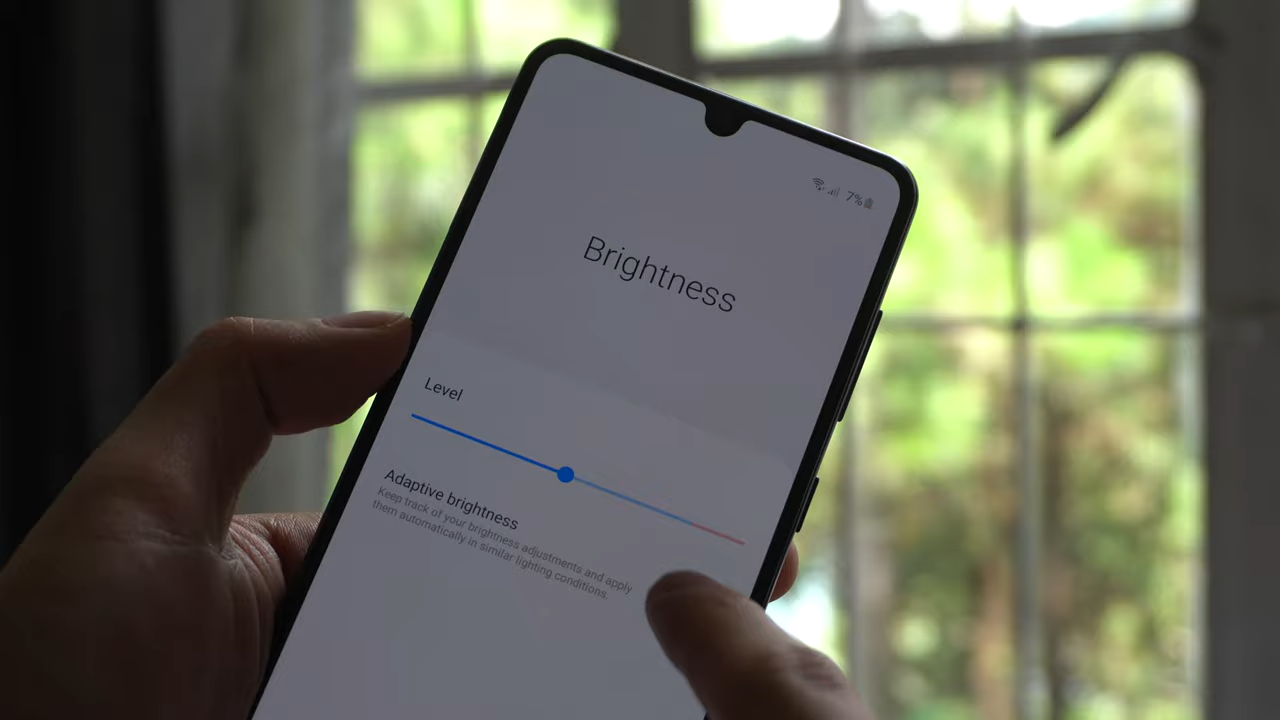 7%
Brightness
Level
Adaptive brightness
Keep track of your brightness adjustments and apply
them automatically in similar lighting conditions.